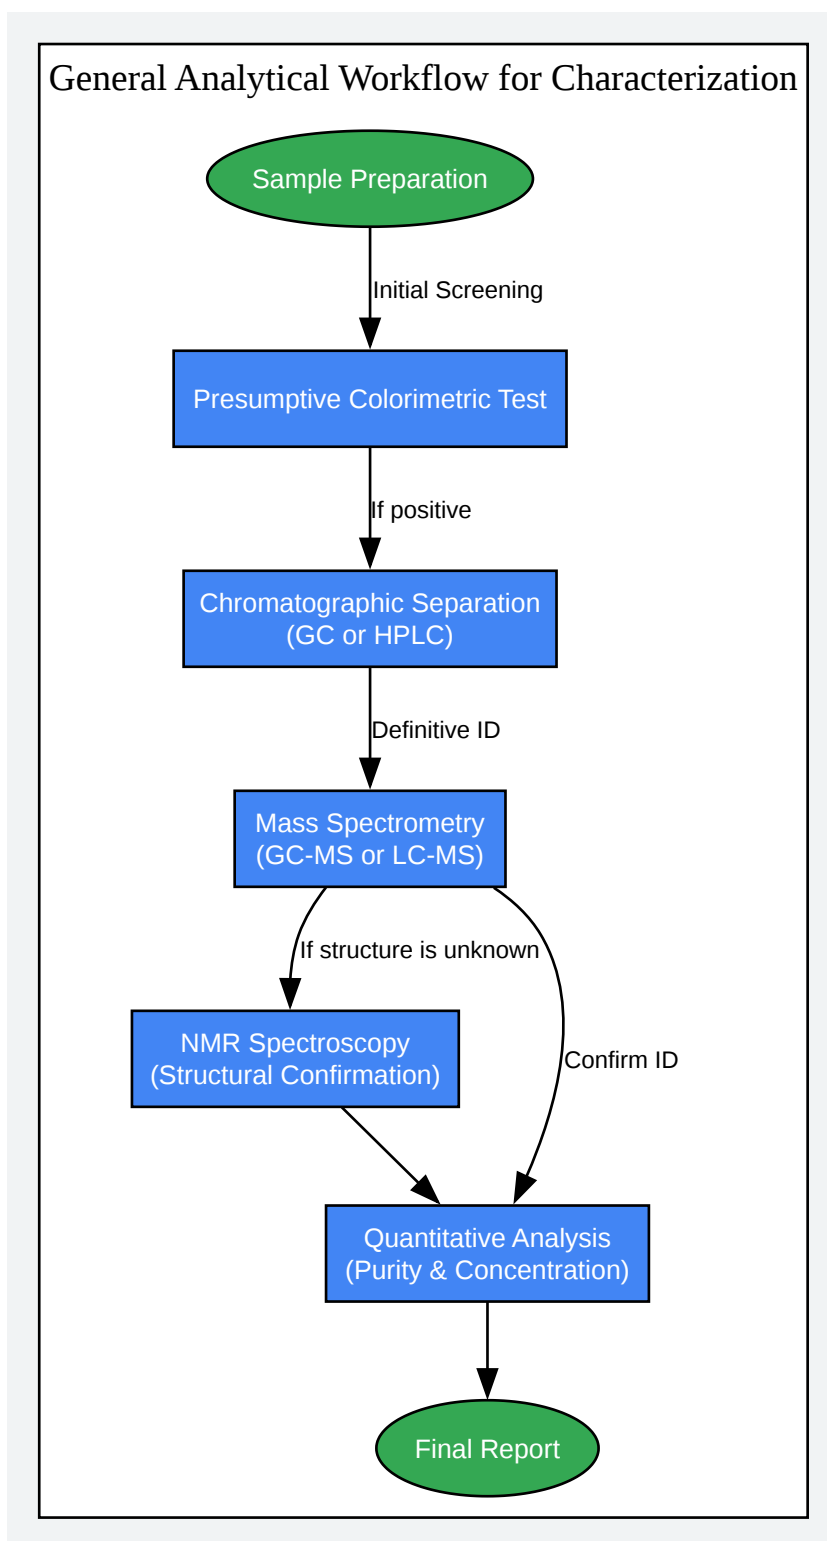 General Analytical Workflow for Characterization
Sample Preparation
Initial Screening
Presumptive Colorimetric Test
If positive
Chromatographic Separation
(GC or HPLC)
Definitive ID
Mass Spectrometry
(GC-MS or LC-MS)
If structure is unknown
NMR Spectroscopy
(Structural Confirmation)
Confirm ID
Quantitative Analysis
(Purity & Concentration)
Final Report